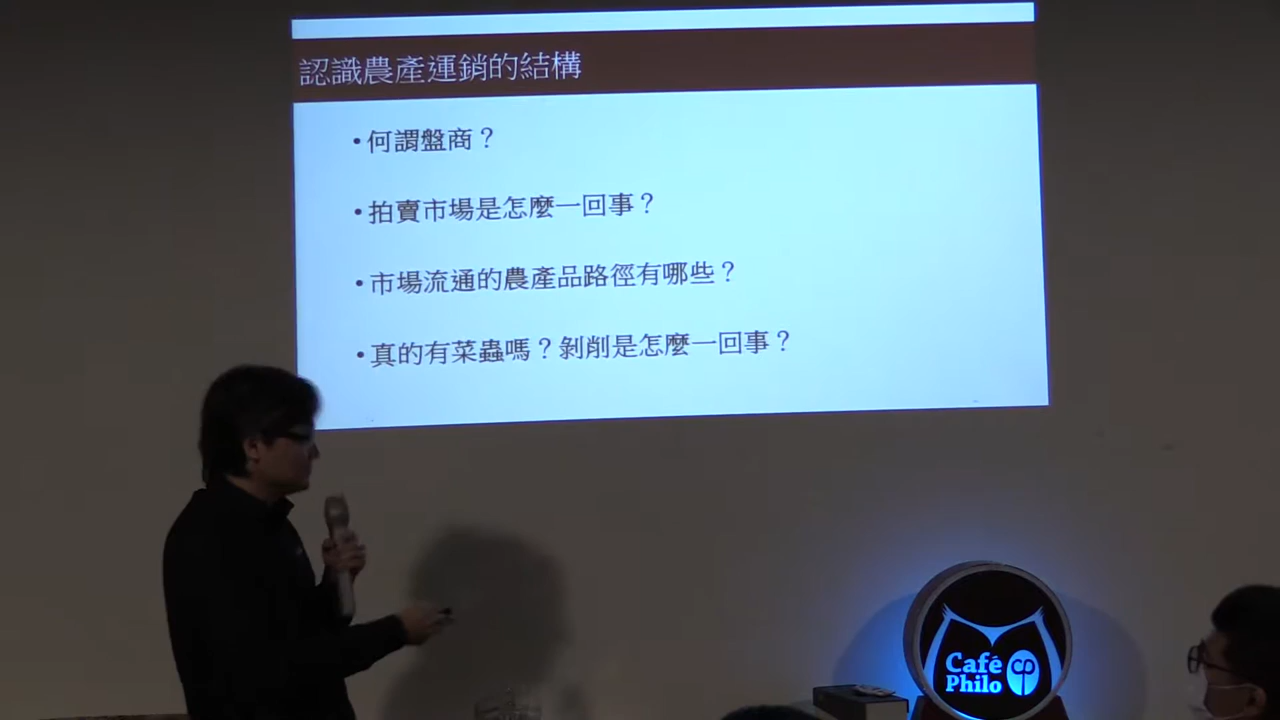 認識農產運銷的結構
•何謂盤商？
•拍賣市場是怎麼一回事？
•市場流通的農產品路徑有哪些？
•真的有菜蟲嗎？剝削是怎麼一回事？
Café
Philo